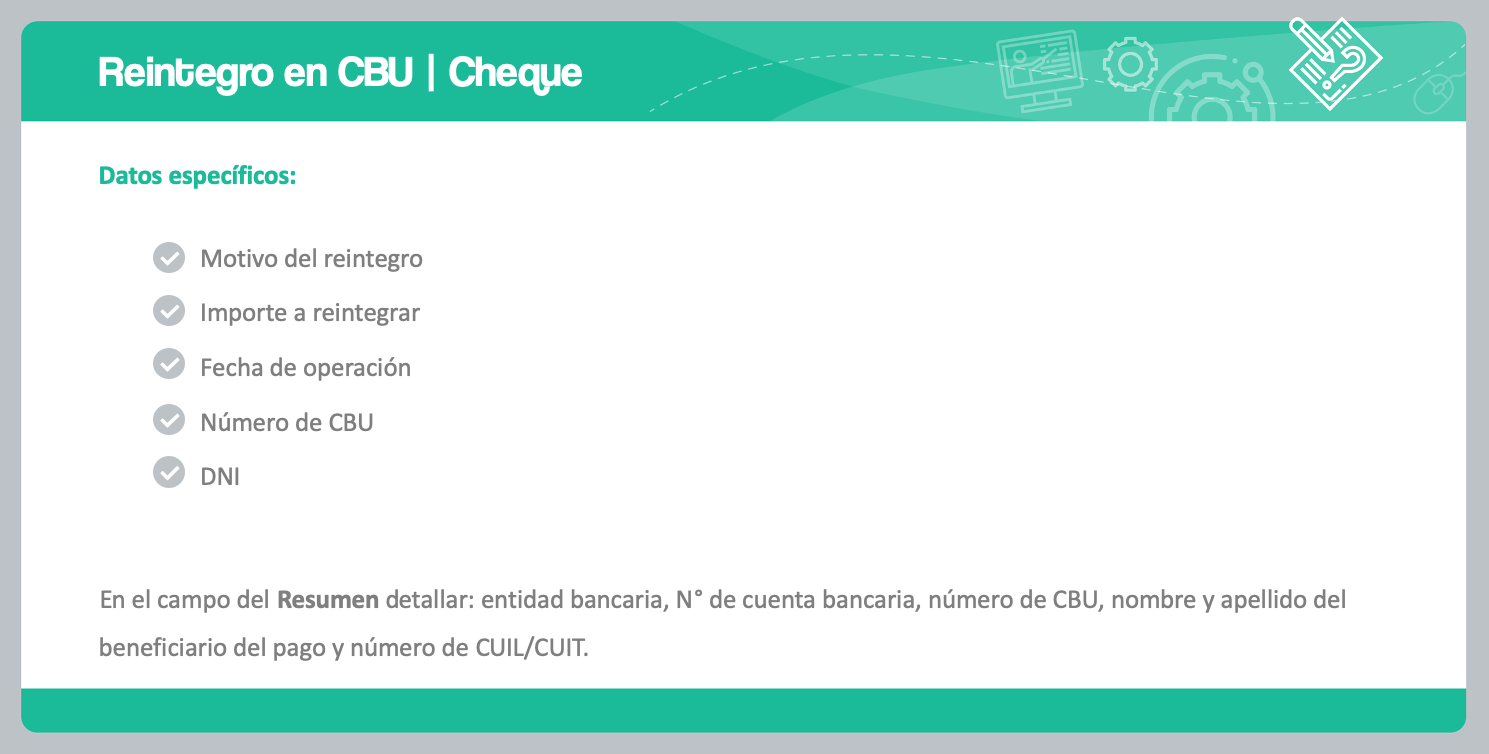 Reintegro en CBU | Cheque
Datos específicos:
Motivo del reintegro
Importe a reintegrar
Fecha de operación
Número de CBU
DNI
En el campo del Resumen detallar: entidad bancaria, N° de cuenta bancaria, número de CBU, nombre y apellido del
beneficiario del pago y número de CUIL/CUIT.